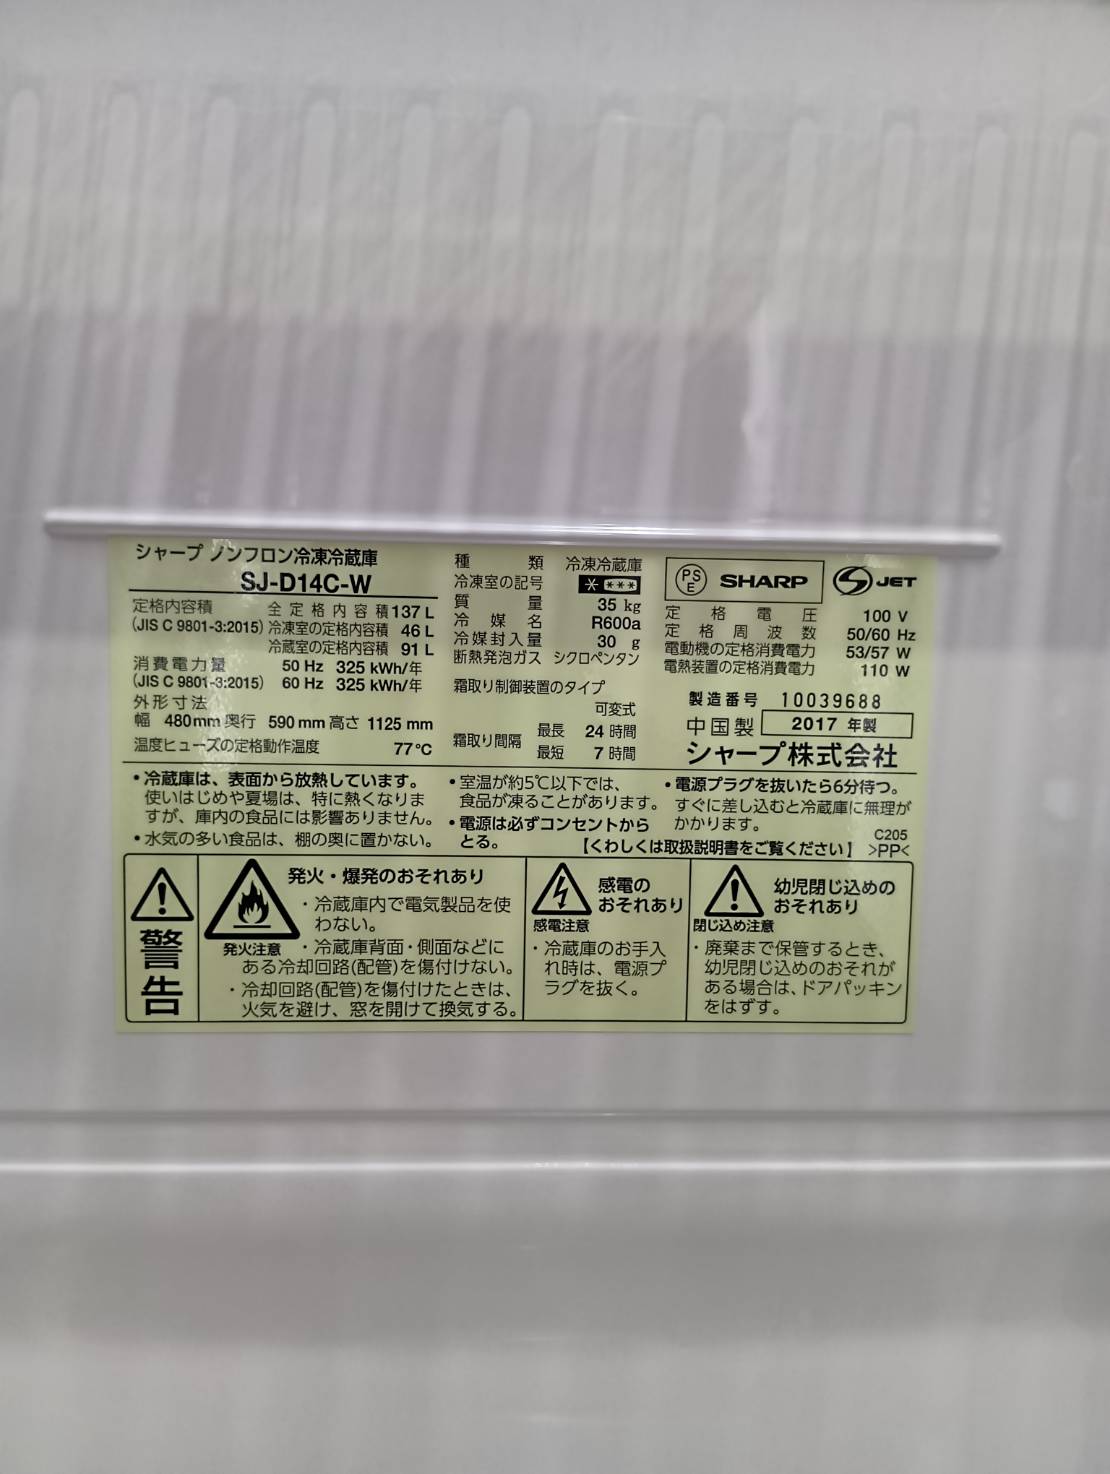 シャープ ノンフロン冷凍冷蔵庫
SJ-D14C-W
定格内容積 全定格内容積 137 L
(JIS C 9801-3:2015) 冷凍室の定格内容積 46 L
冷蔵室の定格内容積 91 L
消費電力量 50 Hz 325 kWh/年
(JIS C 9801-3:2015) 60 Hz 325 kWh/年
外形寸法
幅 480mm 奥行 590 mm 高さ 1125 mm
温度ヒューズの定格動作温度 77℃
種類 冷凍冷蔵庫
冷凍室の記号 ****
質量 35 kg
冷媒名 R600a
冷媒封入量 30 g
断熱発泡ガス シクロペンタン
霜取り制御装置のタイプ
可変式
霜取り間隔 最長 24 時間
最短 7 時間
PS E SHARP S JET
定格電圧 100 V
定格周波数 50/60 Hz
電動機の定格消費電力 53/57 W
電熱装置の定格消費電力 110 W
製造番号 10039688
中国製 2017 年製
シャープ株式会社
・冷蔵庫は、表面から放熱しています。
使いはじめや夏場は、特に熱くなりま
すが、庫内の食品には影響ありません。
・水気の多い食品は、棚の奥に置かない。
・室温が約5℃以下では、
食品が凍ることがあります。
・電源は必ずコンセントから
とる。
・電源プラグを抜いたら6分待つ。
すぐに差し込むと冷蔵庫に無理が
かかります。
【くわしくは取扱説明書をご覧ください】
C205
>PP<
警告
発火・爆発のおそれあり
発火注意
・冷蔵庫内で電気製品を使
わない。
・冷蔵庫背面・側面などに
ある冷却回路(配管)を傷付けない。
・冷却回路(配管)を傷付けたときは、
火気を避け、窓を開けて換気する。
感電の
おそれあり
感電注意
・冷蔵庫のお手入
れ時は、電源プ
ラグを抜く。
幼児閉じ込めの
おそれあり
閉じ込め注意
・廃棄まで保管するとき、
幼児閉じ込めのおそれが
ある場合は、ドアパッキン
をはずす。